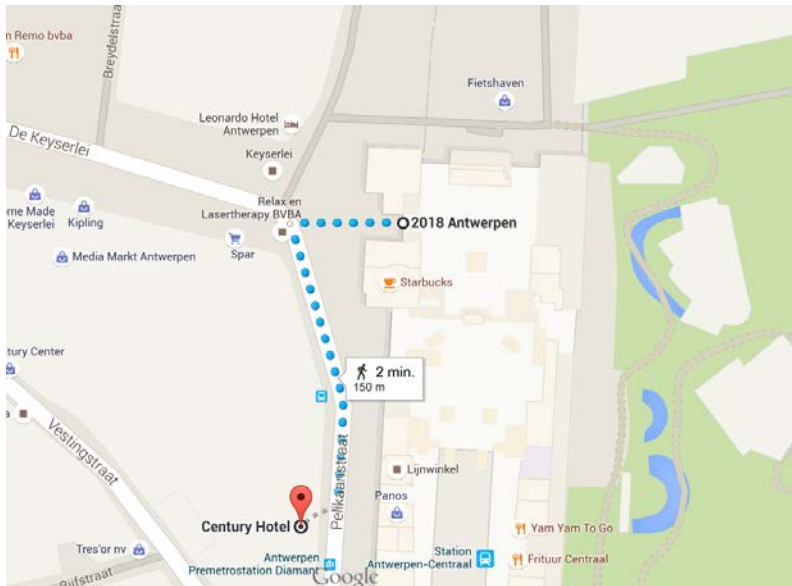 n Remo bvba
Breydelstraat
Fietshaven
Leonardo Hotel
Antwerpen
De Keyserlei
Keyserlei
Relax en
Lasertherapy BVBA
2018 Antwerpen
ome Made
Keyserlei
Kipling
Spar
Media Markt Antwerpen
Starbucks
tury Center
2 min.
150 m
Vestingstraat
Pelikaanstraat
Lijnwinkel
Panos
Century Hotel
Yam Yam To Go
Tres'or nv
Antwerpen
Premetrostation Diamant
Station
Antwerpen-Centraal
Frituur Centraal
Google